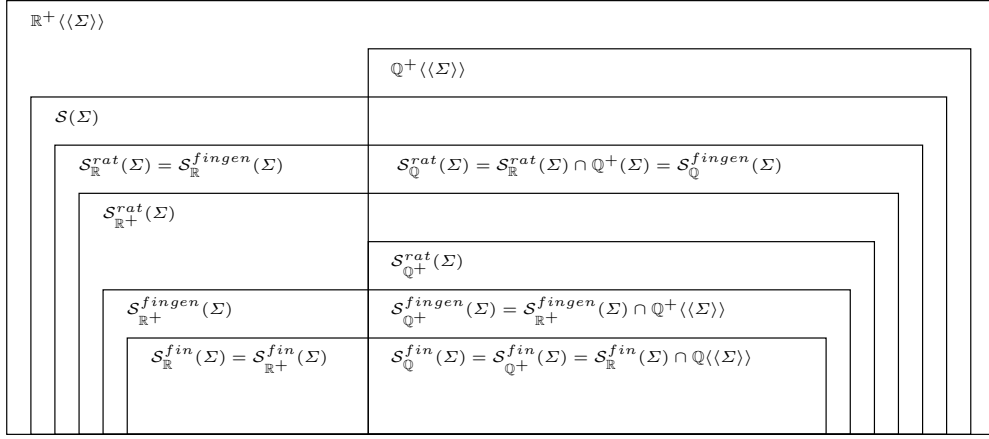 ℝ⁺⟨⟨Σ⟩⟩
ℚ⁺⟨⟨Σ⟩⟩
𝒮(Σ)
𝒮_ℝ^{rat}(Σ) = 𝒮_ℝ^{fingen}(Σ)
𝒮_ℚ^{rat}(Σ) = 𝒮_ℝ^{rat}(Σ) ∩ ℚ⁺(Σ) = 𝒮_ℚ^{fingen}(Σ)
𝒮_{ℝ⁺}^{rat}(Σ)
𝒮_{ℚ⁺}^{rat}(Σ)
𝒮_{ℝ⁺}^{fingen}(Σ)
𝒮_{ℚ⁺}^{fingen}(Σ) = 𝒮_{ℝ⁺}^{fingen}(Σ) ∩ ℚ⁺⟨⟨Σ⟩⟩
𝒮_ℝ^{fin}(Σ) = 𝒮_{ℝ⁺}^{fin}(Σ)
𝒮_ℚ^{fin}(Σ) = 𝒮_{ℚ⁺}^{fin}(Σ) = 𝒮_ℝ^{fin}(Σ) ∩ ℚ⟨⟨Σ⟩⟩